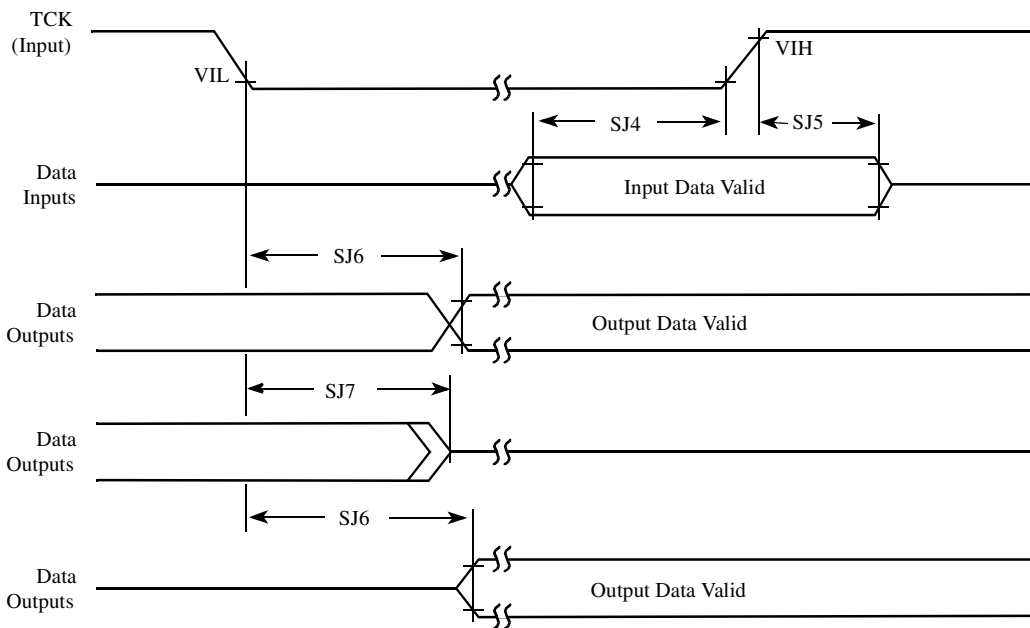 TCK
(Input)
VIL
VIH
SJ4
SJ5
Data
Inputs
Input Data Valid
SJ6
Data
Outputs
Output Data Valid
SJ7
Data
Outputs
SJ6
Data
Outputs
Output Data Valid